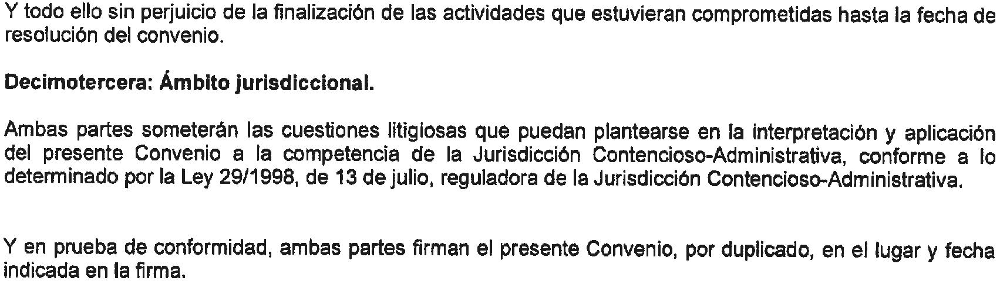 Y todo ello sin perjuicio de la finalización de las actividades que estuvieran comprometidas hasta la fecha de
resolución del convenio.
Decimotercera: Ámbito jurisdiccional.
Ambas partes someterán las cuestiones litigiosas que puedan plantearse en la interpretación y aplicación
del presente Convenio a la competencia de la Jurisdicción Contencioso-Administrativa, conforme a lo
determinado por la Ley 29/1998, de 13 de julio, reguladora de la Jurisdicción Contencioso-Administrativa.
Y en prueba de conformidad, ambas partes firman el presente Convenio, por duplicado, en el lugar y fecha
indicada en la firma.